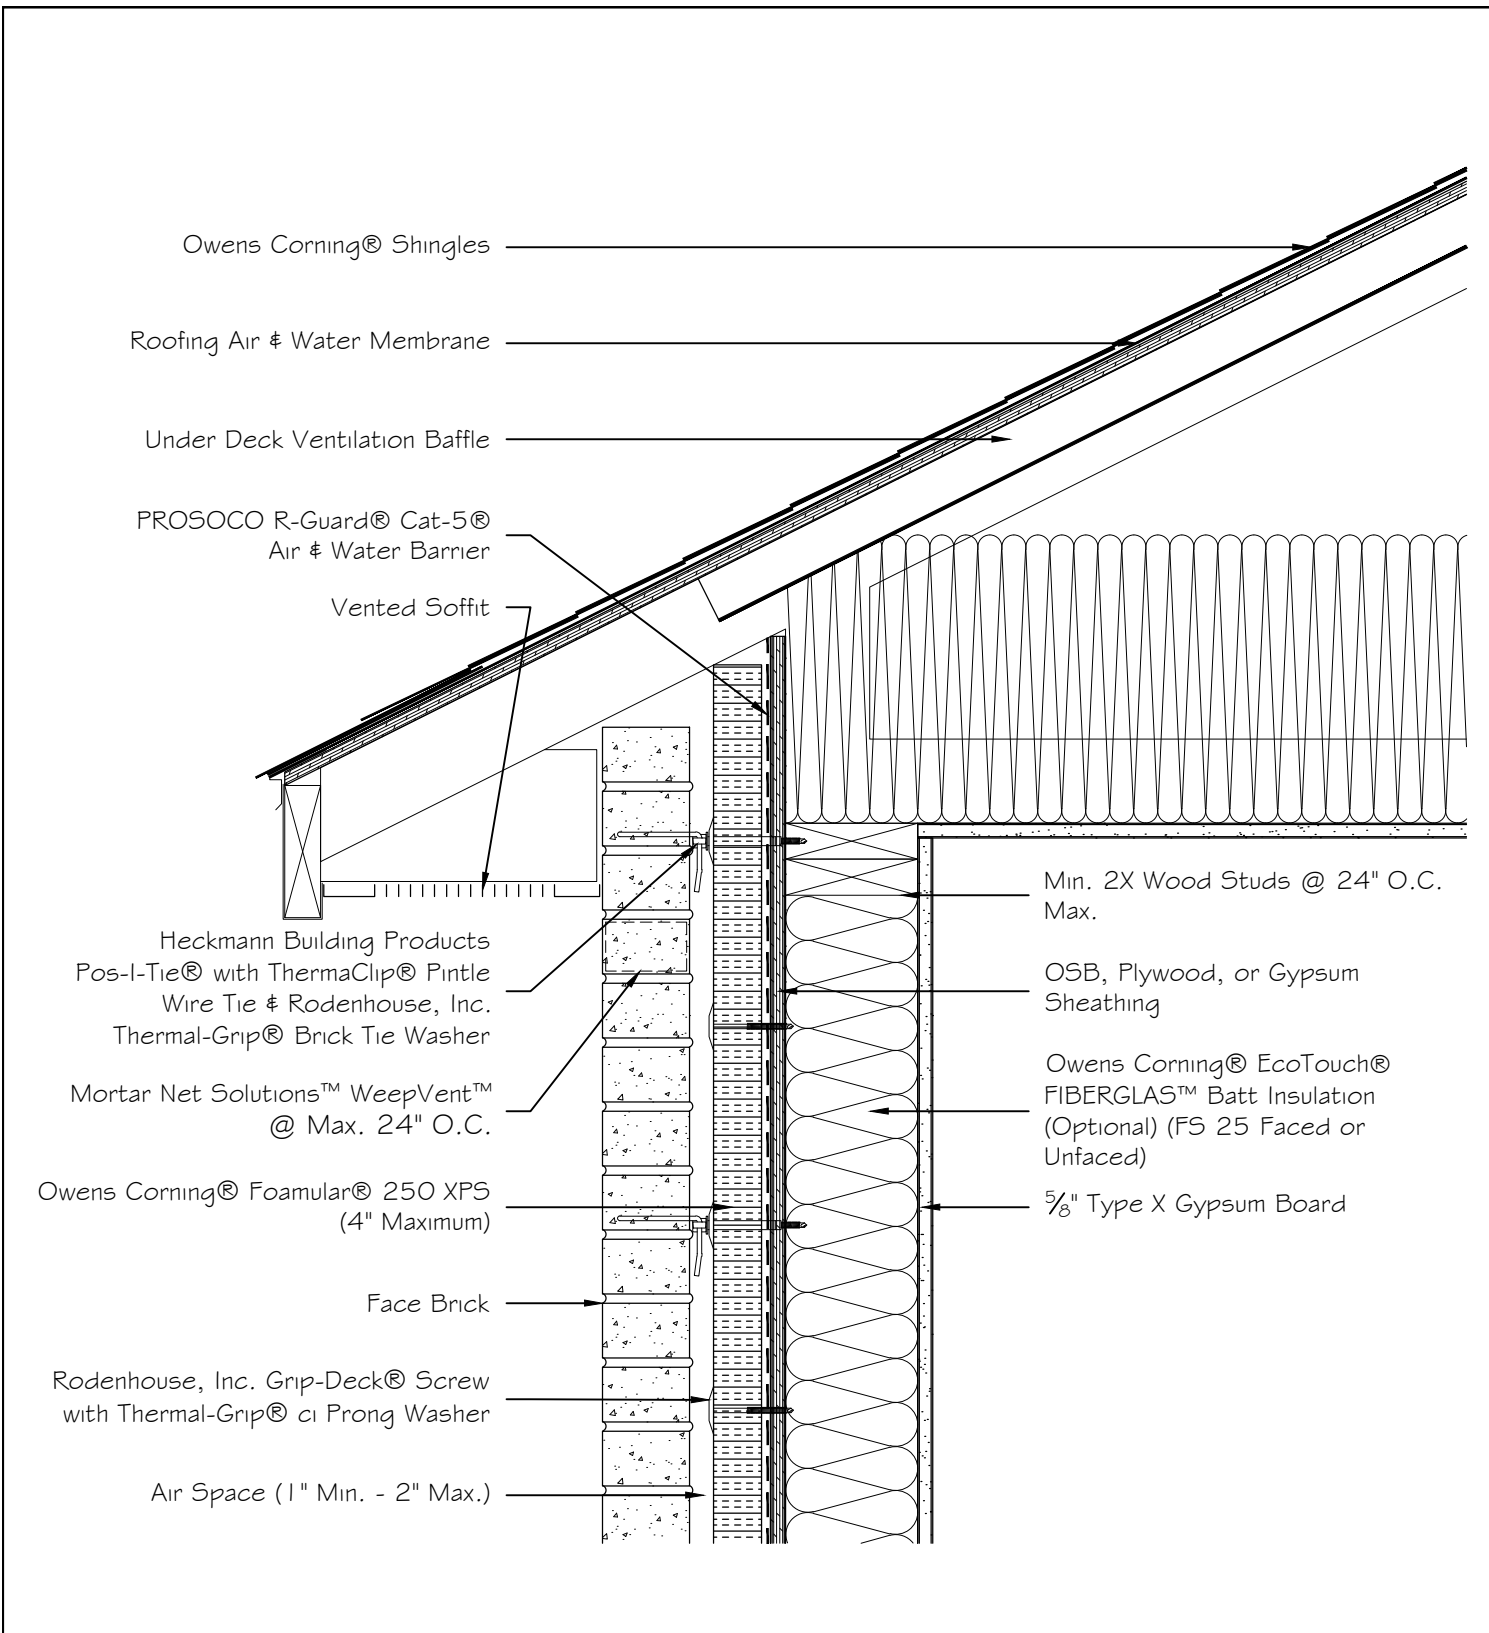 Owens Corning® Shingles
Roofing Air & Water Membrane
Under Deck Ventilation Baffle
PROSOCO R-Guard® Cat-5®
Air & Water Barrier
Vented Soffit
Heckmann Building Products
Pos-I-Tie® with ThermaClip® Pintle
Wire Tie & Rodenhouse, Inc.
Thermal-Grip® Brick Tie Washer
Mortar Net Solutions™ WeepVent™
@ Max. 24" O.C.
Owens Corning® Foamular® 250 XPS
(4" Maximum)
Face Brick
Rodenhouse, Inc. Grip-Deck® Screw
with Thermal-Grip® ci Prong Washer
Air Space (1" Min. - 2" Max.)
Min. 2X Wood Studs @ 24" O.C.
Max.
OSB, Plywood, or Gypsum
Sheathing
Owens Corning® EcoTouch®
FIBERGLAS™ Batt Insulation
(Optional) (FS 25 Faced or
Unfaced)
⅝" Type X Gypsum Board